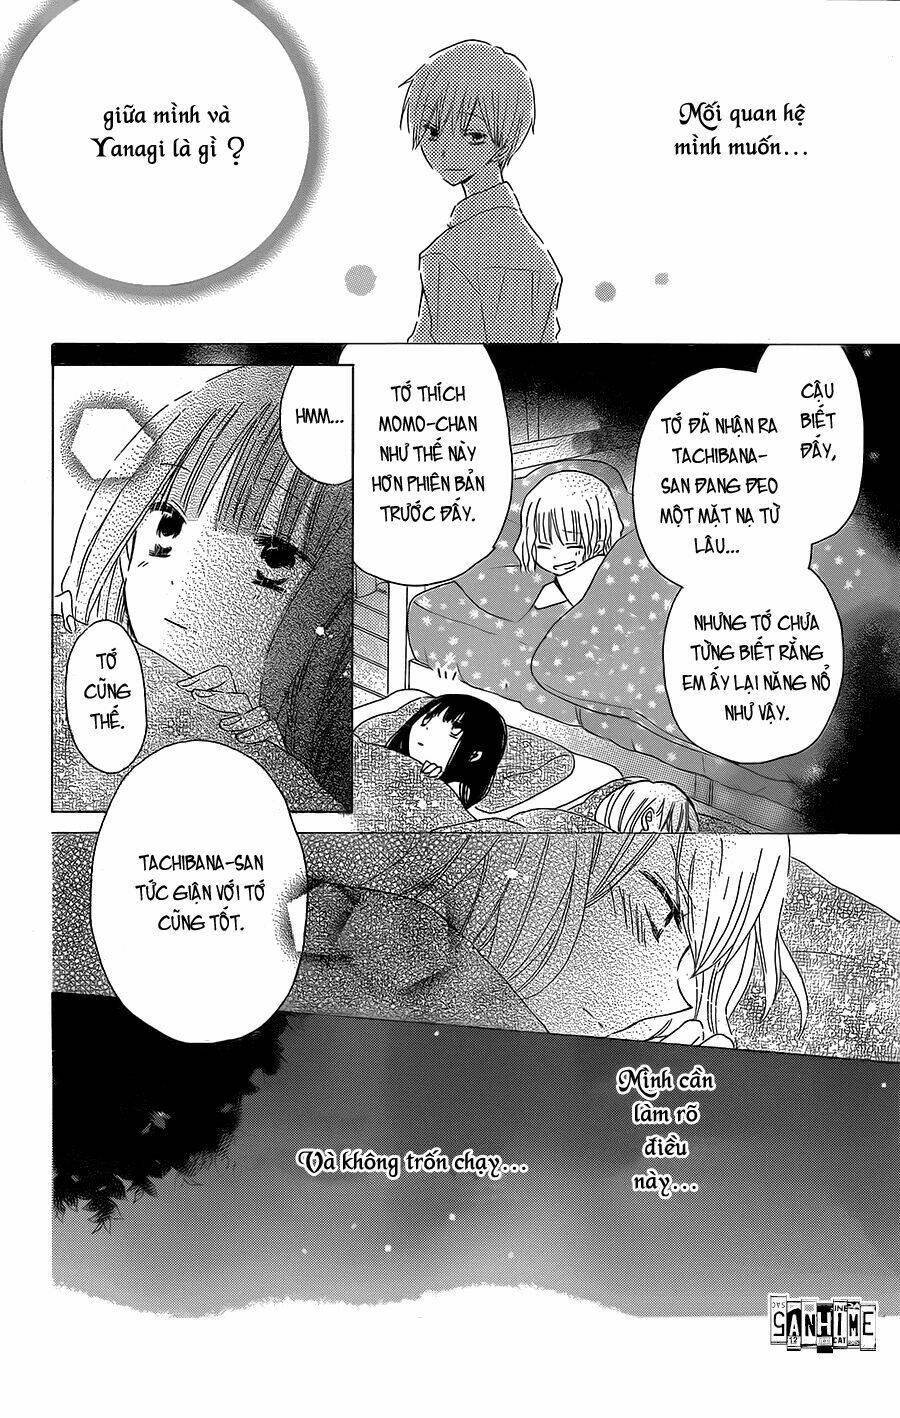 Mối quan hệ
mình muốn...
giữa mình và
Yanagi là gì ?
CẬU
BIẾT
ĐẤY,
TỚ ĐÃ NHẬN RA
TACHIBANA-
SAN ĐANG ĐEO
MỘT MẶT NẠ TỪ
LÂU...
NHƯNG TỚ CHƯA
TỪNG BIẾT RẰNG
EM ẤY LẠI NĂNG NỔ
NHƯ VẬY.
TỚ THÍCH
MOMO-CHAN
NHƯ THẾ NÀY
HƠN PHIÊN BẢN
TRƯỚC ĐẤY.
HMM...
TỚ
CŨNG
THẾ.
TACHIBANA-SAN
TỨC GIẬN VỚI TỚ
CŨNG TỐT.
Mình cần
làm rõ
điều
này...
Và không trốn chạy...
SANHIME